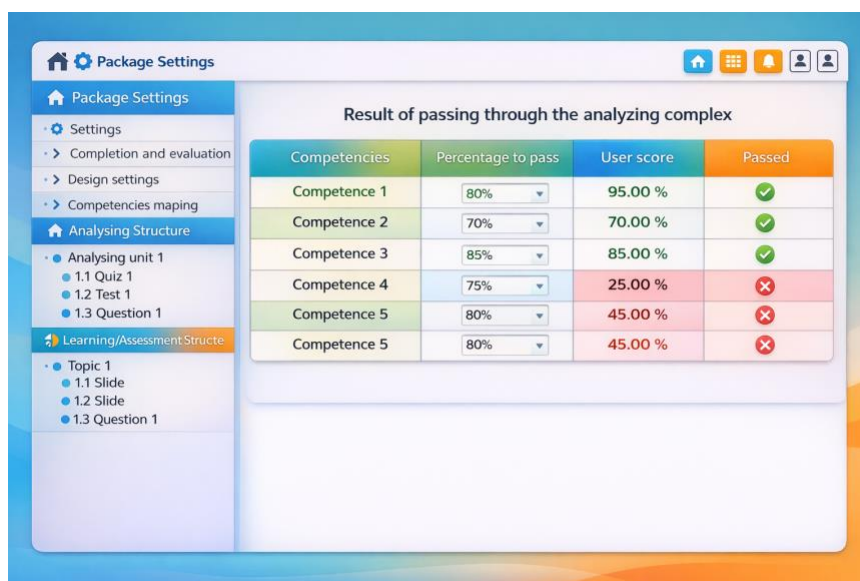 Package Settings
Package Settings
Settings
Completion and evaluation
Design settings
Competencies maping
Analysing Structure
Analysing unit 1
1.1 Quiz 1
1.2 Test 1
1.3 Question 1
Learning/Assessment Structe
Topic 1
1.1 Slide
1.2 Slide
1.3 Question 1
Result of passing through the analyzing complex
Competencies Percentage to pass User score Passed
Competence 1 80% 95.00 %
Competence 2 70% 70.00 %
Competence 3 85% 85.00 %
Competence 4 75% 25.00 %
Competence 5 80% 45.00 %
Competence 5 80% 45.00 %